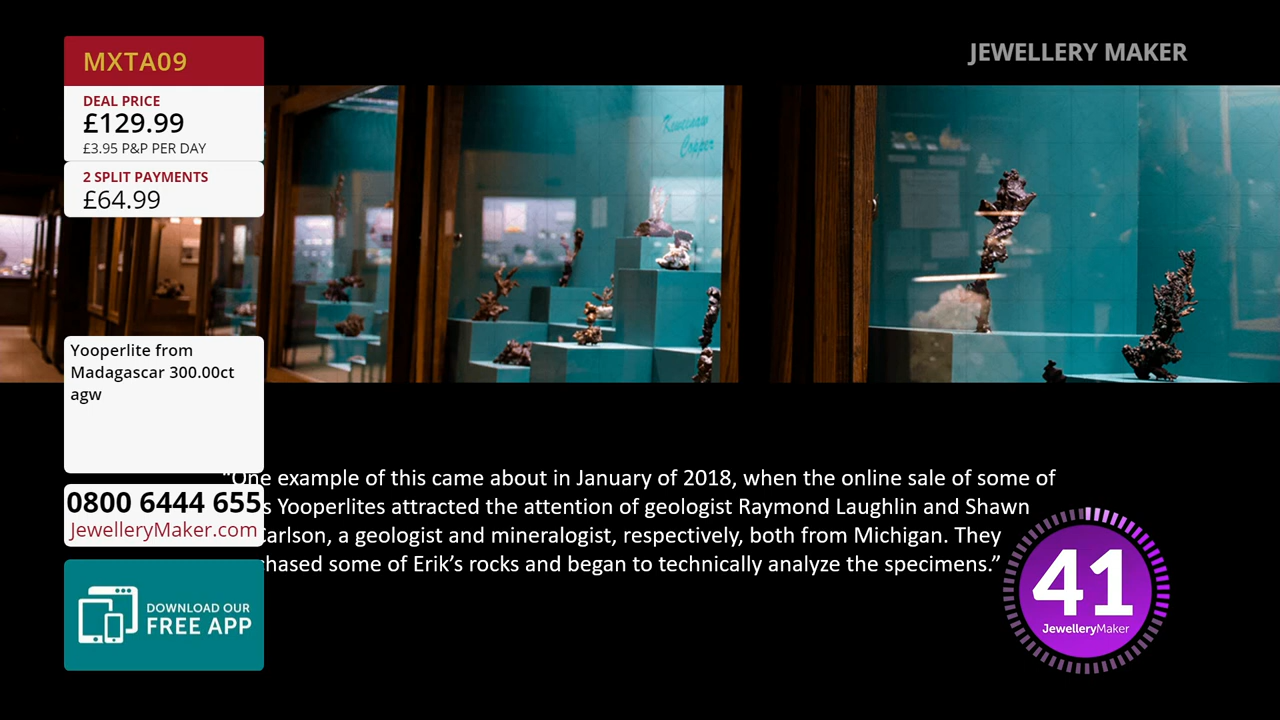 MXTA09
JEWELLERY MAKER
DEAL PRICE
£129.99
£3.95 P&P PER DAY
2 SPLIT PAYMENTS
£64.99
Keweenaw
Copper
Yooperlite from
Madagascar 300.00ct
agw
"One example of this came about in January of 2018, when the online sale of some of
s Yooperlites attracted the attention of geologist Raymond Laughlin and Shawn
Carlson, a geologist and mineralogist, respectively, both from Michigan. They
chased some of Erik's rocks and began to technically analyze the specimens."
0800 6444 655
JewelleryMaker.com
DOWNLOAD OUR
FREE APP
41
JewelleryMaker